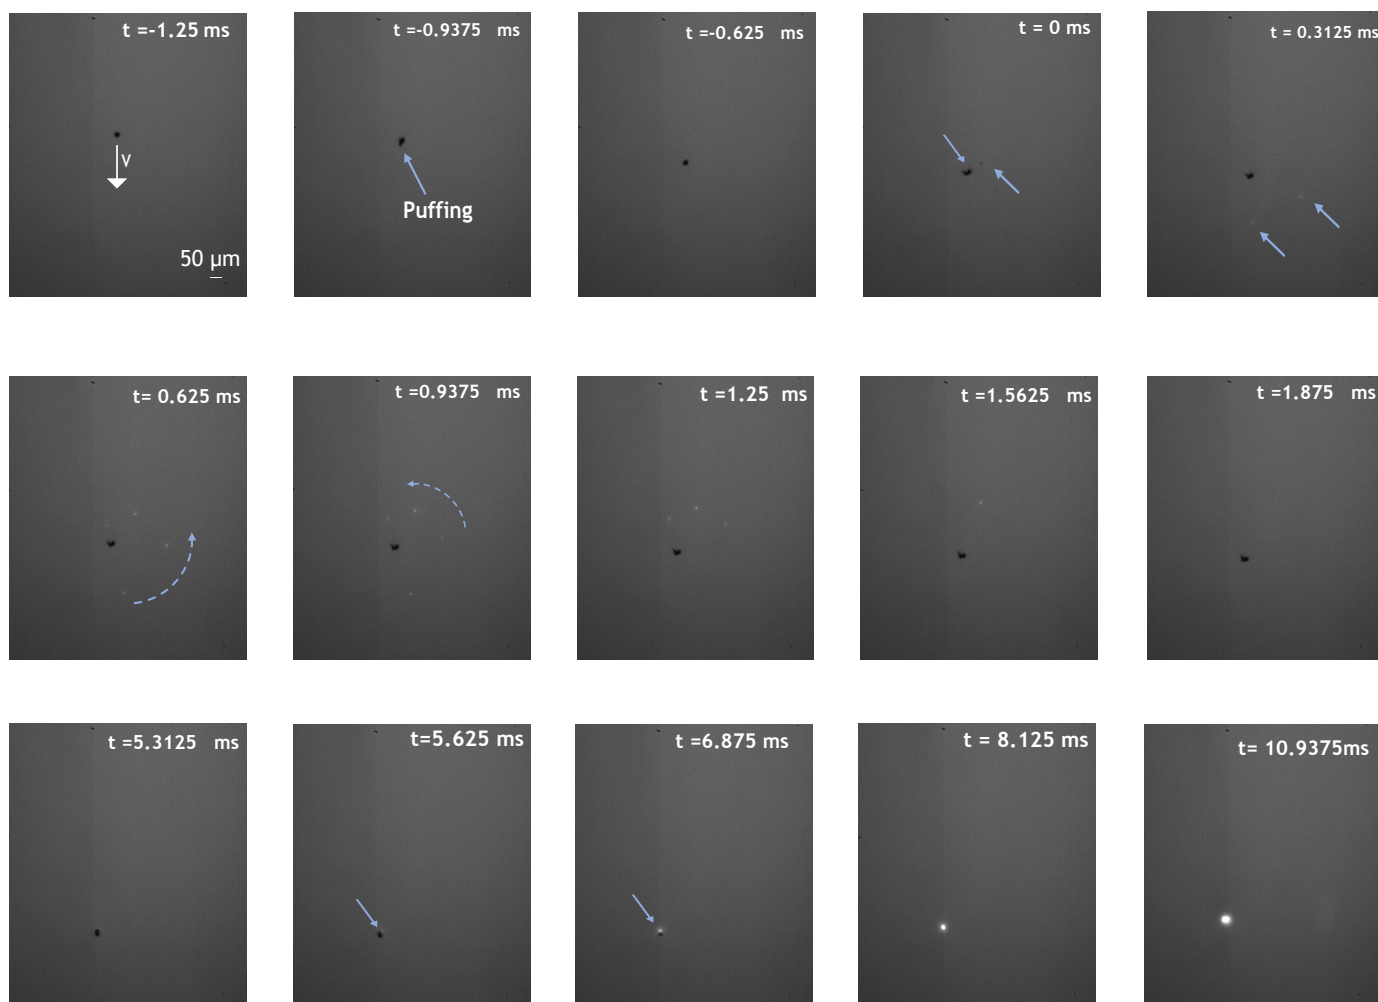 t =-1.25 ms
t =-0.9375 ms
t =-0.625 ms
t = 0 ms
t = 0.3125 ms
V
Puffing
50 µm
t= 0.625 ms
t =0.9375 ms
t =1.25 ms
t =1.5625 ms
t =1.875 ms
t =5.3125 ms
t=5.625 ms
t =6.875 ms
t = 8.125 ms
t= 10.9375ms